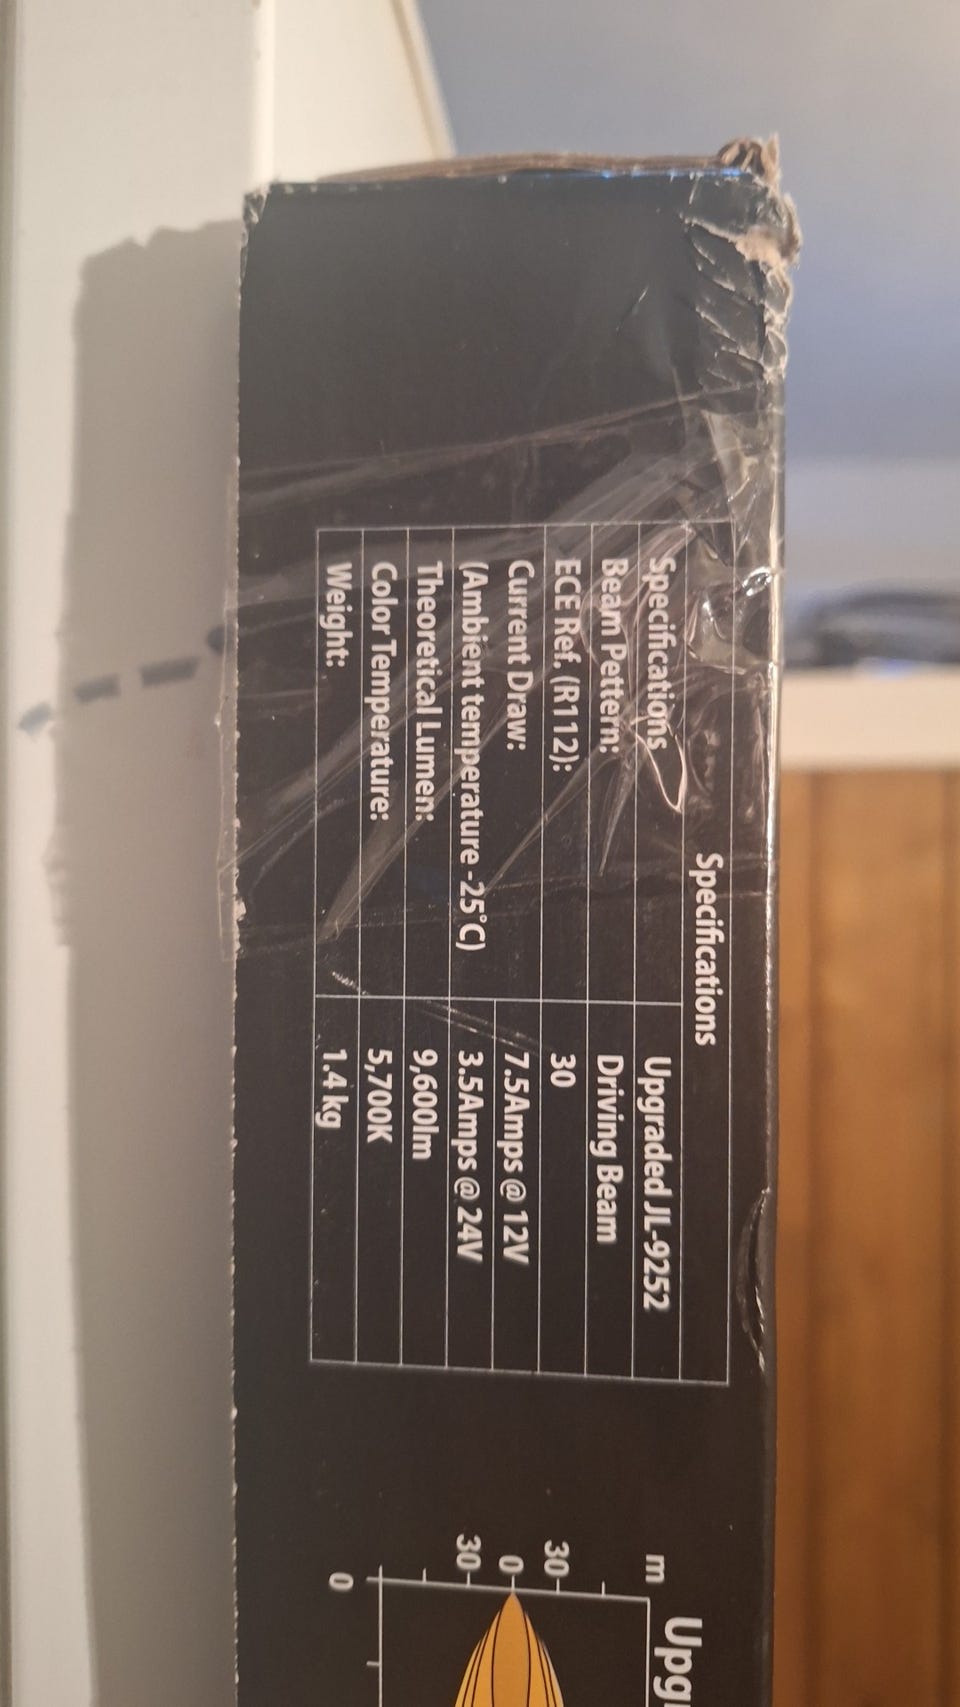 Specifications
Specifications Upgraded JL-9252
Beam Pettern: Driving Beam
ECE Ref. (R112): 30
Current Draw: 7.5Amps @ 12V
(Ambient temperature -25°C) 3.5Amps @ 24V
Theoretical Lumen: 9,600lm
Color Temperature: 5,700K
Weight: 1.4 kg
Upg
m
30
0
30
0